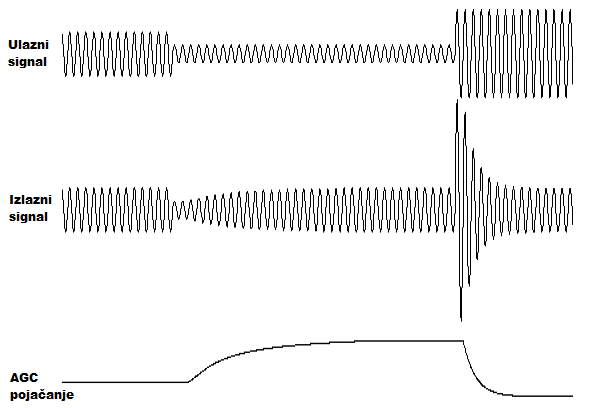 Ulazni
signal
Izlazni
signal
AGC
pojačanje